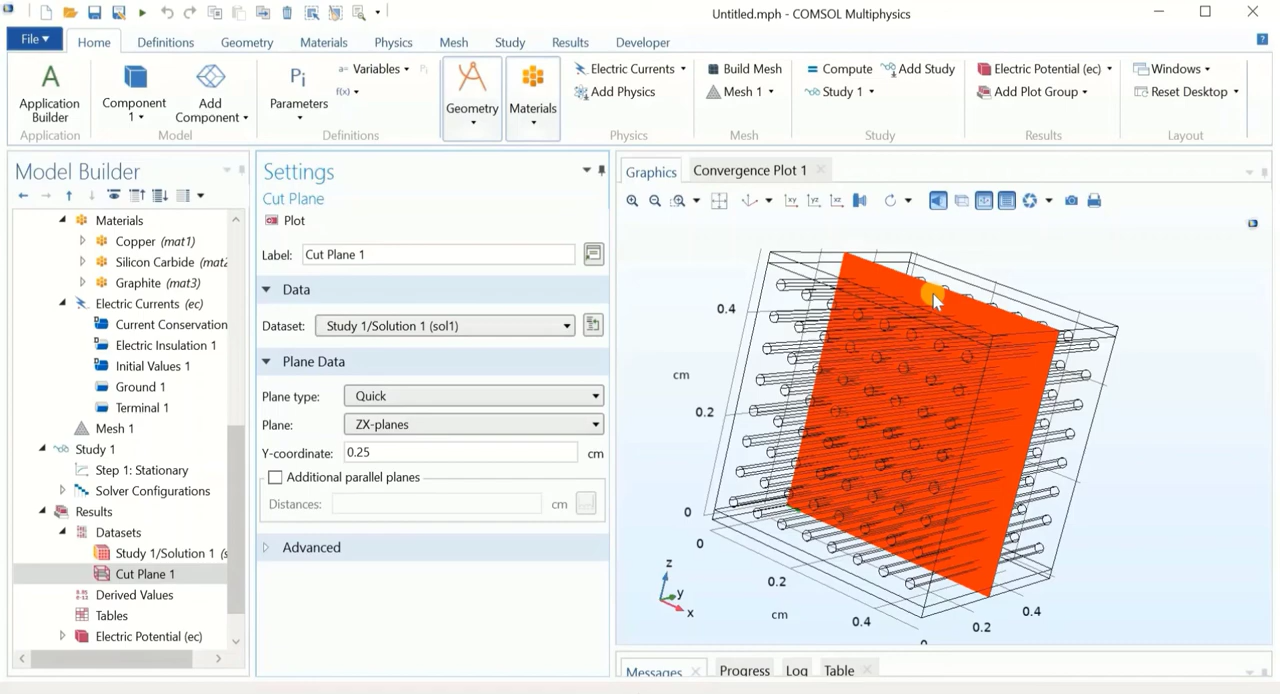 Untitled.mph - COMSOL Multiphysics
File
Home
Definitions
Geometry
Materials
Physics
Mesh
Study
Results
Developer
A
Application
Builder
Application
Component
1
Add
Component
Model
Pi
Parameters
a= Variables
f(x)
Pi
Definitions
Geometry
Materials
Electric Currents
Add Physics
Physics
Build Mesh
Mesh 1
Mesh
= Compute
Add Study
Study 1
Study
Electric Potential (ec)
Add Plot Group
Results
Windows
Reset Desktop
Layout
Model Builder
Materials
Copper (mat1)
Silicon Carbide (mat2
Graphite (mat3)
Electric Currents (ec)
Current Conservation
Electric Insulation 1
Initial Values 1
Ground 1
Terminal 1
Mesh 1
Study 1
Step 1: Stationary
Solver Configurations
Results
Datasets
Study 1/Solution 1 (s
Cut Plane 1
Derived Values
Tables
Electric Potential (ec)
Settings
Cut Plane
Plot
Label: Cut Plane 1
Data
Dataset: Study 1/Solution 1 (sol1)
Plane Data
Plane type: Quick
Plane: ZX-planes
Y-coordinate: 0.25 cm
Additional parallel planes
Distances: cm
Advanced
Graphics
Convergence Plot 1
xy
yz
xz
0.4
cm
0.2
0
0
0.2
cm
0.4
0
0.2
0.4
z
y
x
Messages
Progress
Log
Table